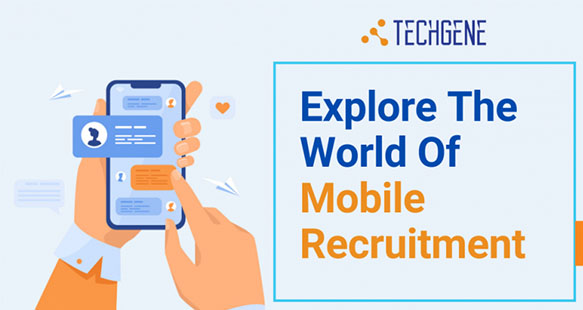 TECHGENE
Explore The
World Of
Mobile
Recruitment